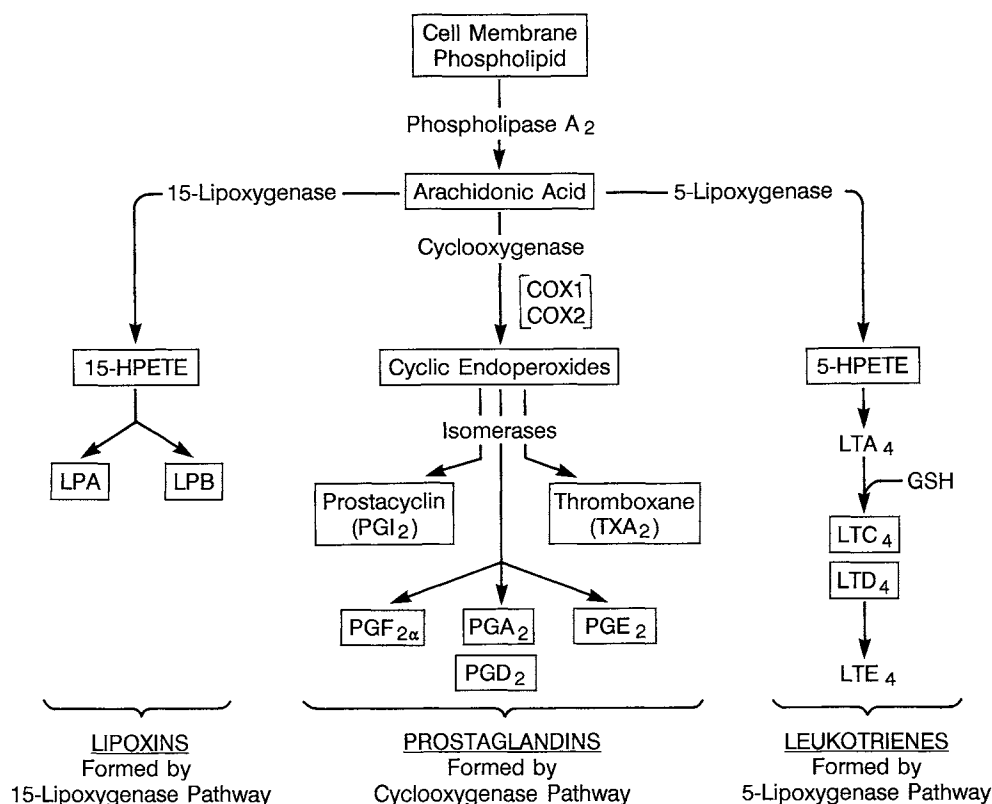 Cell Membrane
Phospholipid
Phospholipase A₂
15-Lipoxygenase
Arachidonic Acid
5-Lipoxygenase
Cyclooxygenase
COX1
COX2
15-HPETE
Cyclic Endoperoxides
5-HPETE
Isomerases
LTA₄
LPA
LPB
GSH
Prostacyclin
(PGI₂)
Thromboxane
(TXA₂)
LTC₄
LTD₄
PGF₂α
PGA₂
PGE₂
PGD₂
LTE₄
LIPOXINS
Formed by
15-Lipoxygenase Pathway
PROSTAGLANDINS
Formed by
Cyclooxygenase Pathway
LEUKOTRIENES
Formed by
5-Lipoxygenase Pathway